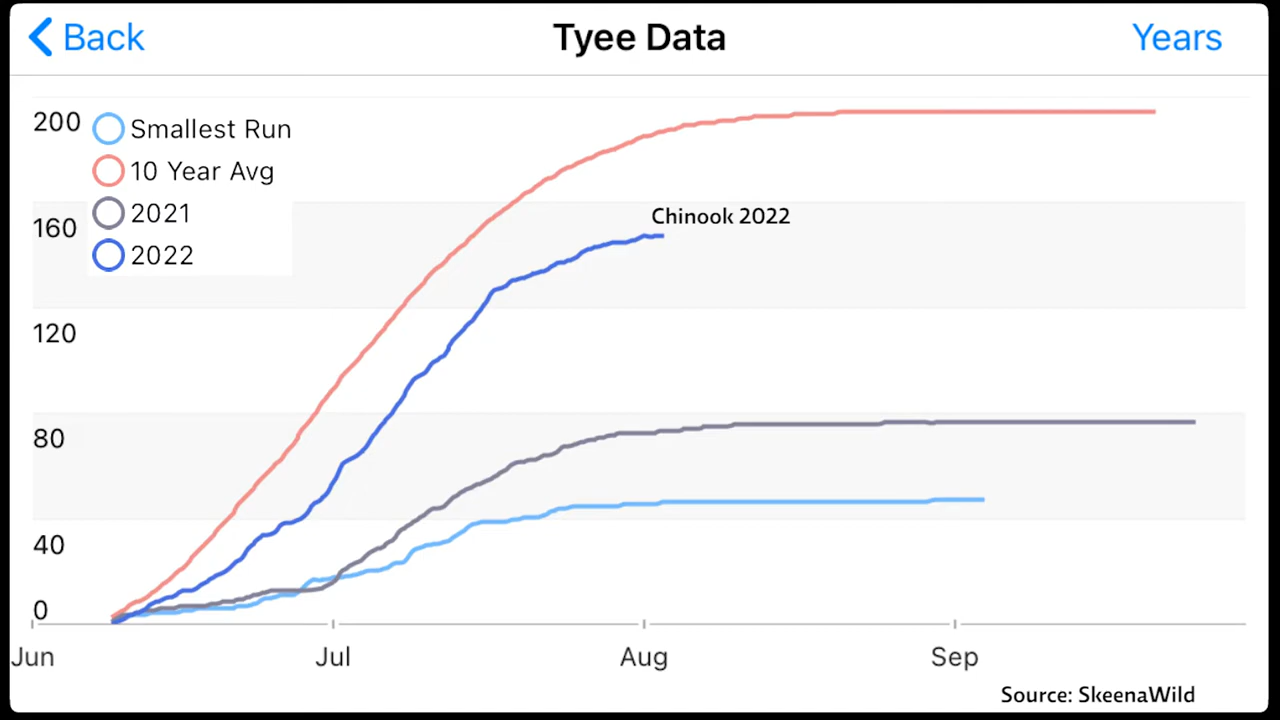 Back
Tyee Data
Years
200
Smallest Run
10 Year Avg
2021
2022
160
Chinook 2022
120
80
40
0
Jun
Jul
Aug
Sep
Source: SkeenaWild